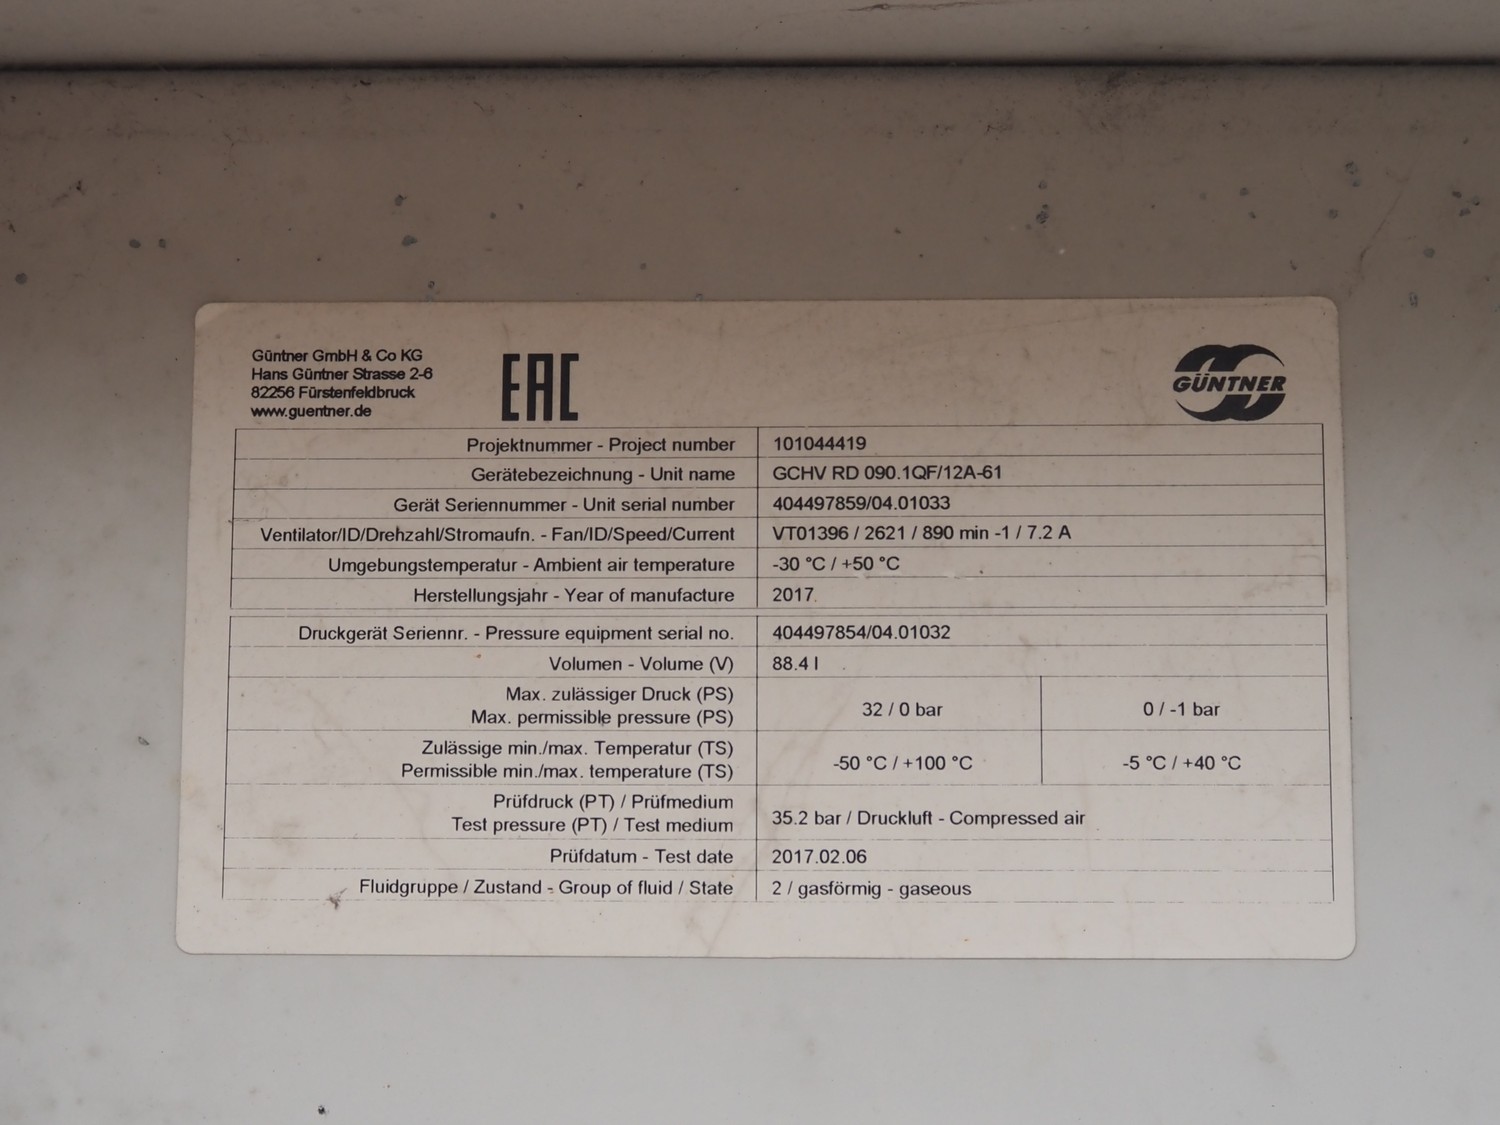 Güntner GmbH & Co KG
Hans Güntner Strasse 2-6
82256 Fürstenfeldbruck
www.guentner.de
EAC
GÜNTNER
Projektnummer - Project number 101044419
Gerätebezeichnung - Unit name GCHV RD 090.1QF/12A-61
Gerät Seriennummer - Unit serial number 404497859/04.01033
Ventilator/ID/Drehzahl/Stromaufn. - Fan/ID/Speed/Current VT01396 / 2621 / 890 min -1 / 7.2 A
Umgebungstemperatur - Ambient air temperature -30 °C / +50 °C
Herstellungsjahr - Year of manufacture 2017
Druckgerät Seriennr. - Pressure equipment serial no. 404497854/04.01032
Volumen - Volume (V) 88.4 l
Max. zulässiger Druck (PS)
Max. permissible pressure (PS) 32 / 0 bar 0 / -1 bar
Zulässige min./max. Temperatur (TS)
Permissible min./max. temperature (TS) -50 °C / +100 °C -5 °C / +40 °C
Prüfdruck (PT) / Prüfmedium
Test pressure (PT) / Test medium 35.2 bar / Druckluft - Compressed air
Prüfdatum - Test date 2017.02.06
Fluidgruppe / Zustand - Group of fluid / State 2 / gasförmig - gaseous